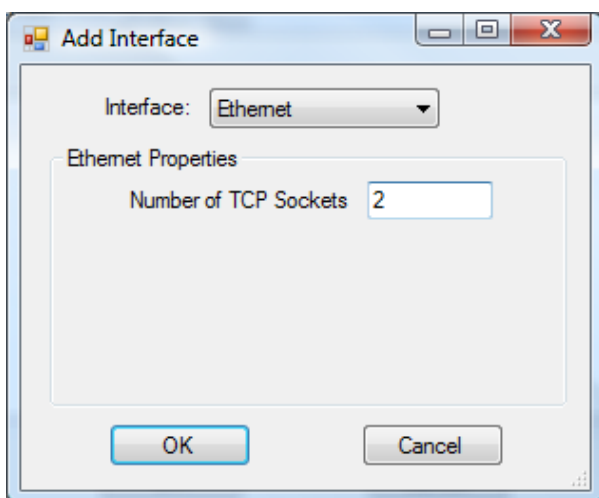 Add Interface
Interface: Ethernet
Ethernet Properties
Number of TCP Sockets 2
OK Cancel